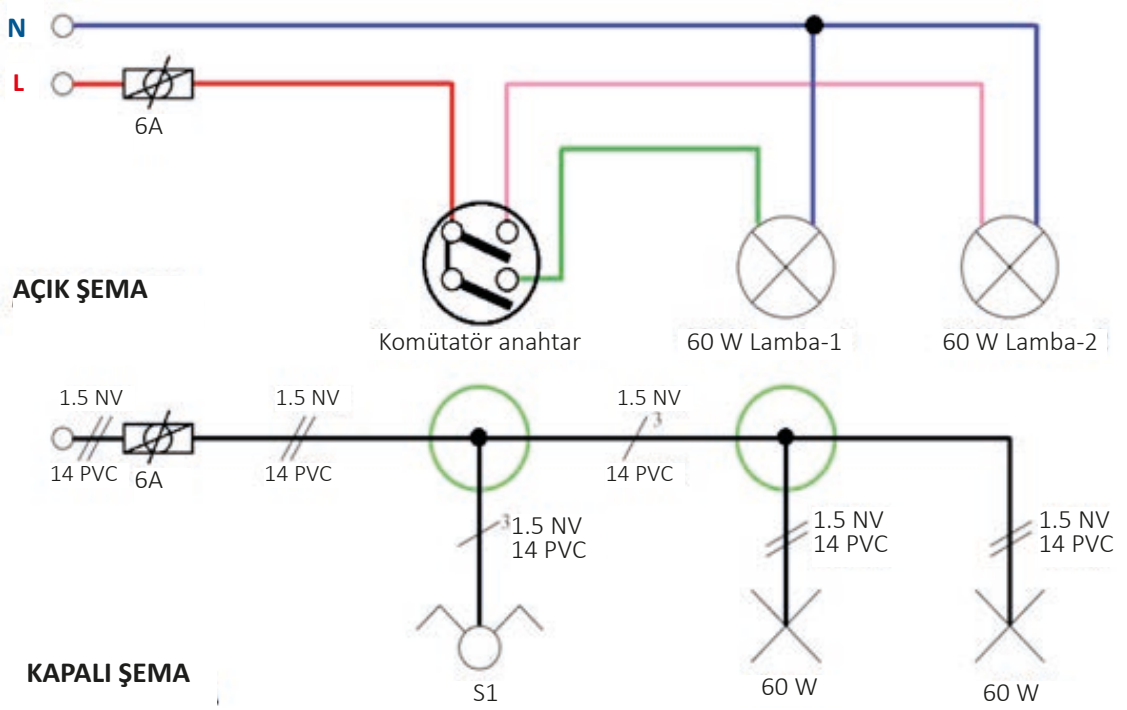 N
L
6A
AÇIK ŞEMA
Komütatör anahtar
60 W Lamba-1
60 W Lamba-2
1.5 NV
14 PVC
6A
1.5 NV
14 PVC
1.5 NV
3
14 PVC
3
1.5 NV
14 PVC
1.5 NV
14 PVC
1.5 NV
14 PVC
KAPALI ŞEMA
S1
60 W
60 W